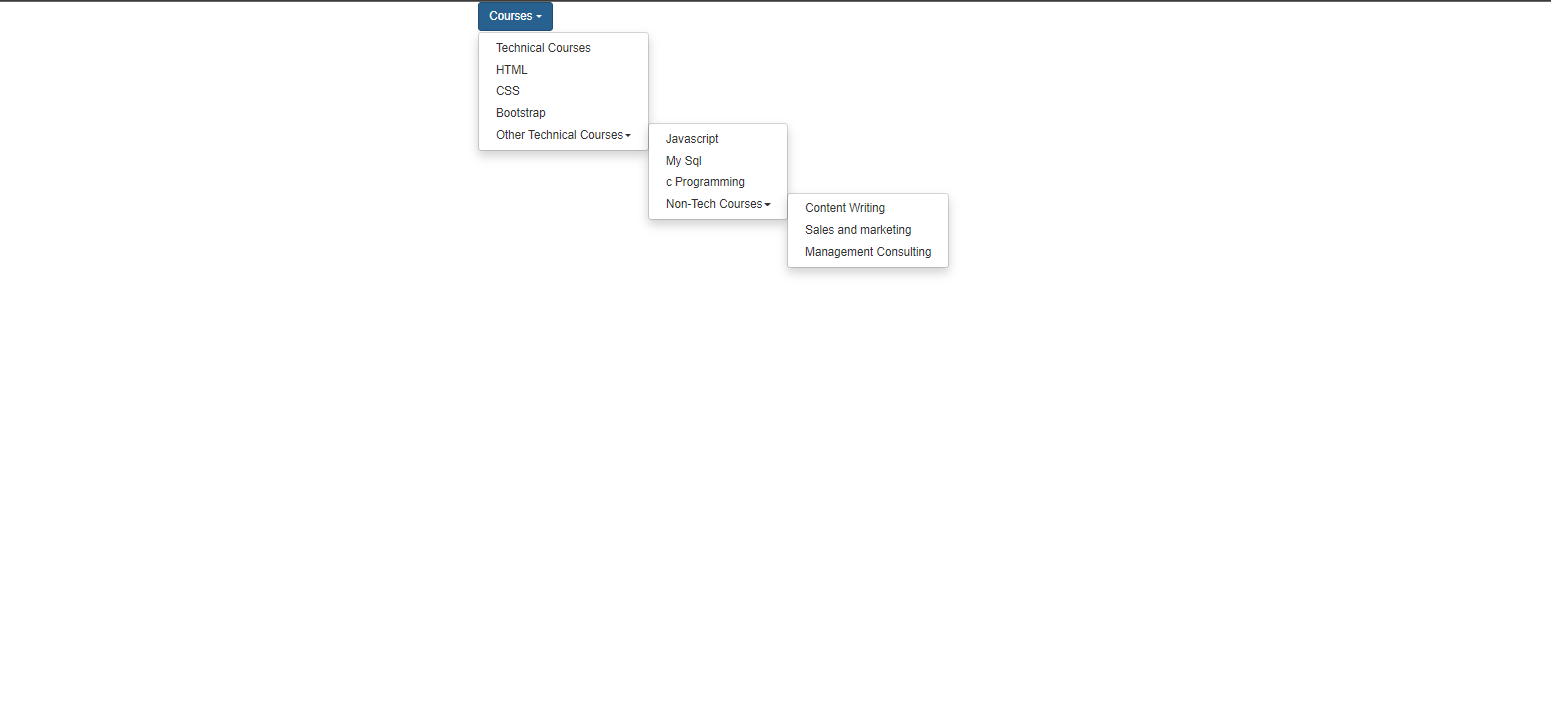 Courses
Technical Courses
HTML
CSS
Bootstrap
Other Technical Courses
Javascript
My Sql
c Programming
Non-Tech Courses
Content Writing
Sales and marketing
Management Consulting